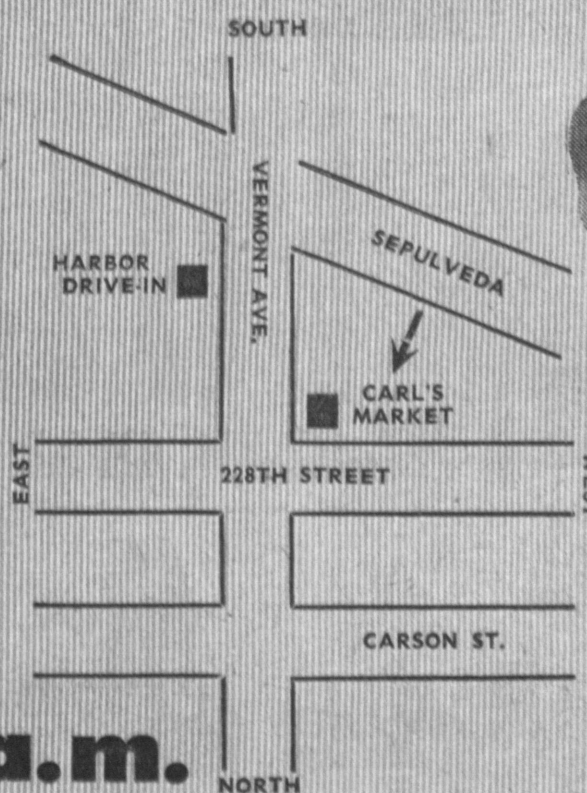 SOUTH
VERMONT AVE.
SEPULVEDA
HARBOR
DRIVE-IN
CARL'S
MARKET
EAST
228TH STREET
CARSON ST.
a.m.
NORTH